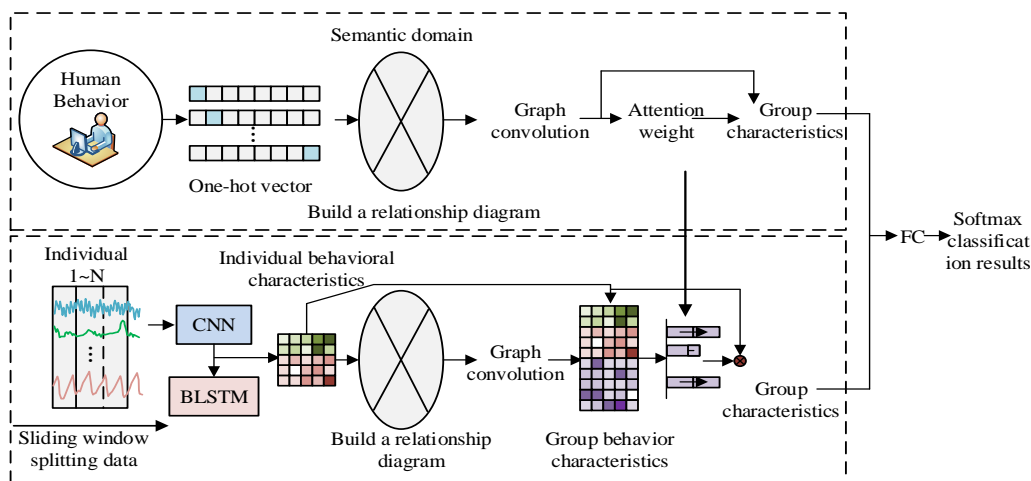 Semantic domain
Human
Behavior
One-hot vector
Graph
convolution
Attention
weight
Group
characteristics
Build a relationship diagram
Individual
1~N
Individual behavioral
characteristics
CNN
BLSTM
Graph
convolution
Sliding window
splitting data
Build a relationship
diagram
Group behavior
characteristics
Group
characteristics
FC
Softmax
classificat
ion results